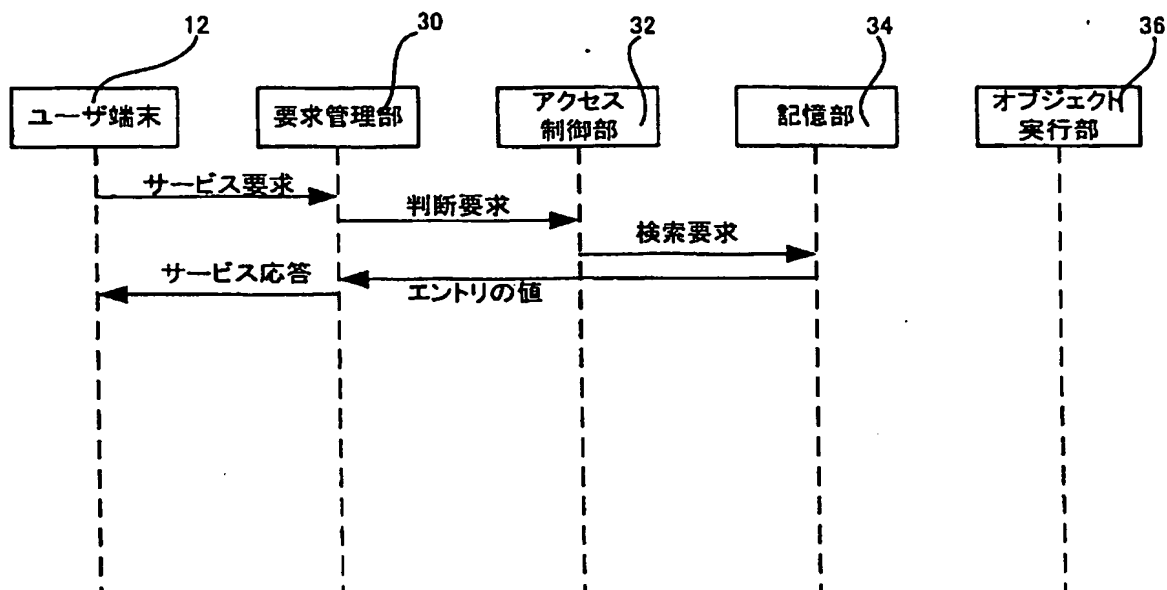 12
30
32
34
36
ユーザ端末
要求管理部
アクセス
制御部
記憶部
オブジェクト
実行部
サービス要求
判断要求
検索要求
サービス応答
エントリの値